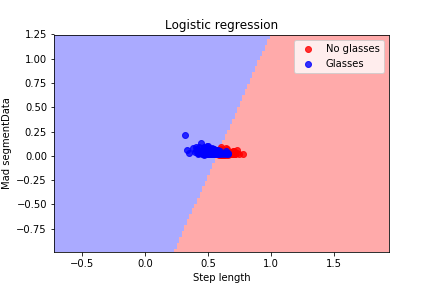 Logistic regression
1.25
1.00
0.75
0.50
0.25
0.00
−0.25
−0.50
−0.75
Mad segmentData
No glasses
Glasses
−0.5
0.0
0.5
1.0
1.5
Step length